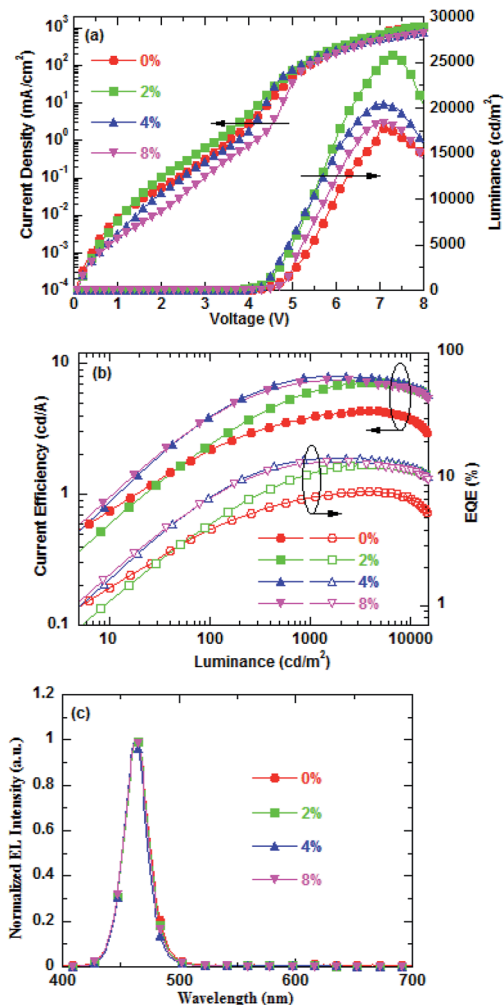 (a)
0%
2%
4%
8%
10³
10²
10¹
10⁰
10⁻¹
10⁻²
10⁻³
10⁻⁴
Current Density (mA/cm²)
30000
25000
20000
15000
10000
5000
0
Luminance(cd/m²)
0 1 2 3 4 5 6 7 8
Voltage (V)
(b)
10
1
0.1
Current Efficiency (cd/A)
100
10
1
EQE (%)
0%
2%
4%
8%
10 100 1000 10000
Luminance (cd/m²)
(c)
1.2
1
0.8
0.6
0.4
0.2
0
Normalized EL Intensity (a.u.)
0%
2%
4%
8%
400 500 600 700
Wavelength (nm)